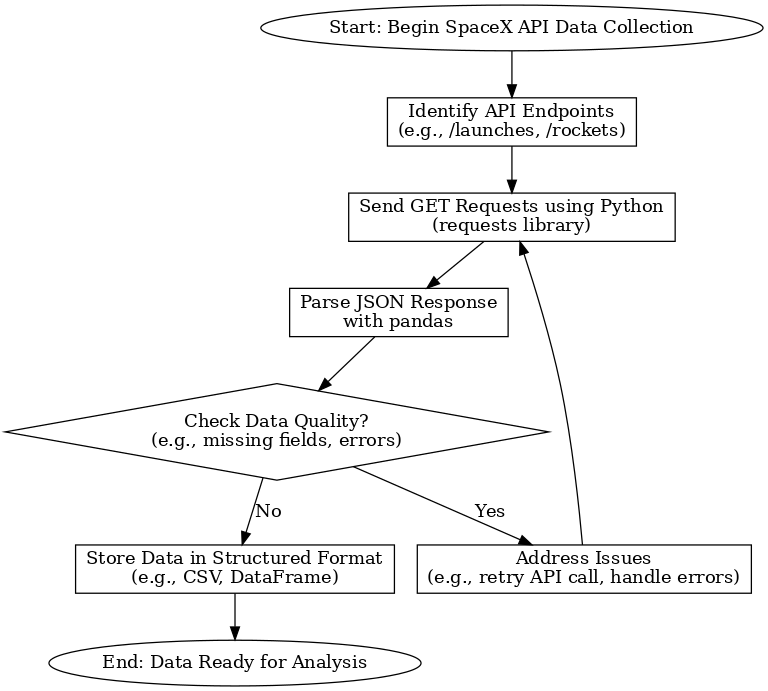 Start: Begin SpaceX API Data Collection
Identify API Endpoints
(e.g., /launches, /rockets)
Send GET Requests using Python
(requests library)
Parse JSON Response
with pandas
Check Data Quality?
(e.g., missing fields, errors)
No
Yes
Store Data in Structured Format
(e.g., CSV, DataFrame)
Address Issues
(e.g., retry API call, handle errors)
End: Data Ready for Analysis